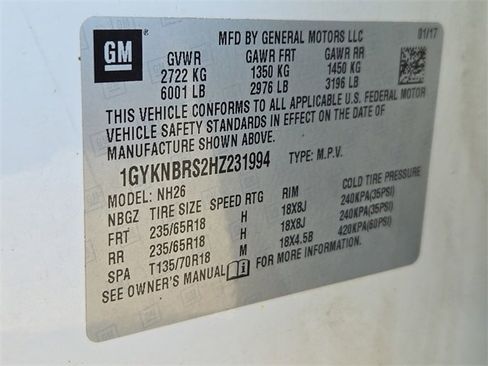 GM
MFD BY GENERAL MOTORS LLC 01/17
GVWR GAWR FRT GAWR RR
2722 KG 1350 KG 1450 KG
6001 LB 2976 LB 3196 LB
THIS VEHICLE CONFORMS TO ALL APPLICABLE U.S. FEDERAL MOTOR
VEHICLE SAFETY STANDARDS IN EFFECT ON THE DATE OF
MANUFACTURE SHOWN ABOVE.
1GYKNBRS2HZ231994 TYPE: M.P.V.
MODEL: NH26
NBGZ TIRE SIZE SPEED RTG RIM COLD TIRE PRESSURE
FRT 235/65R18 H 18X8J 240KPA(35PSI)
RR 235/65R18 H 18X8J 240KPA(35PSI)
SPA T135/70R18 M 18X4.5B 420KPA(60PSI)
SEE OWNER'S MANUAL FOR MORE INFORMATION.